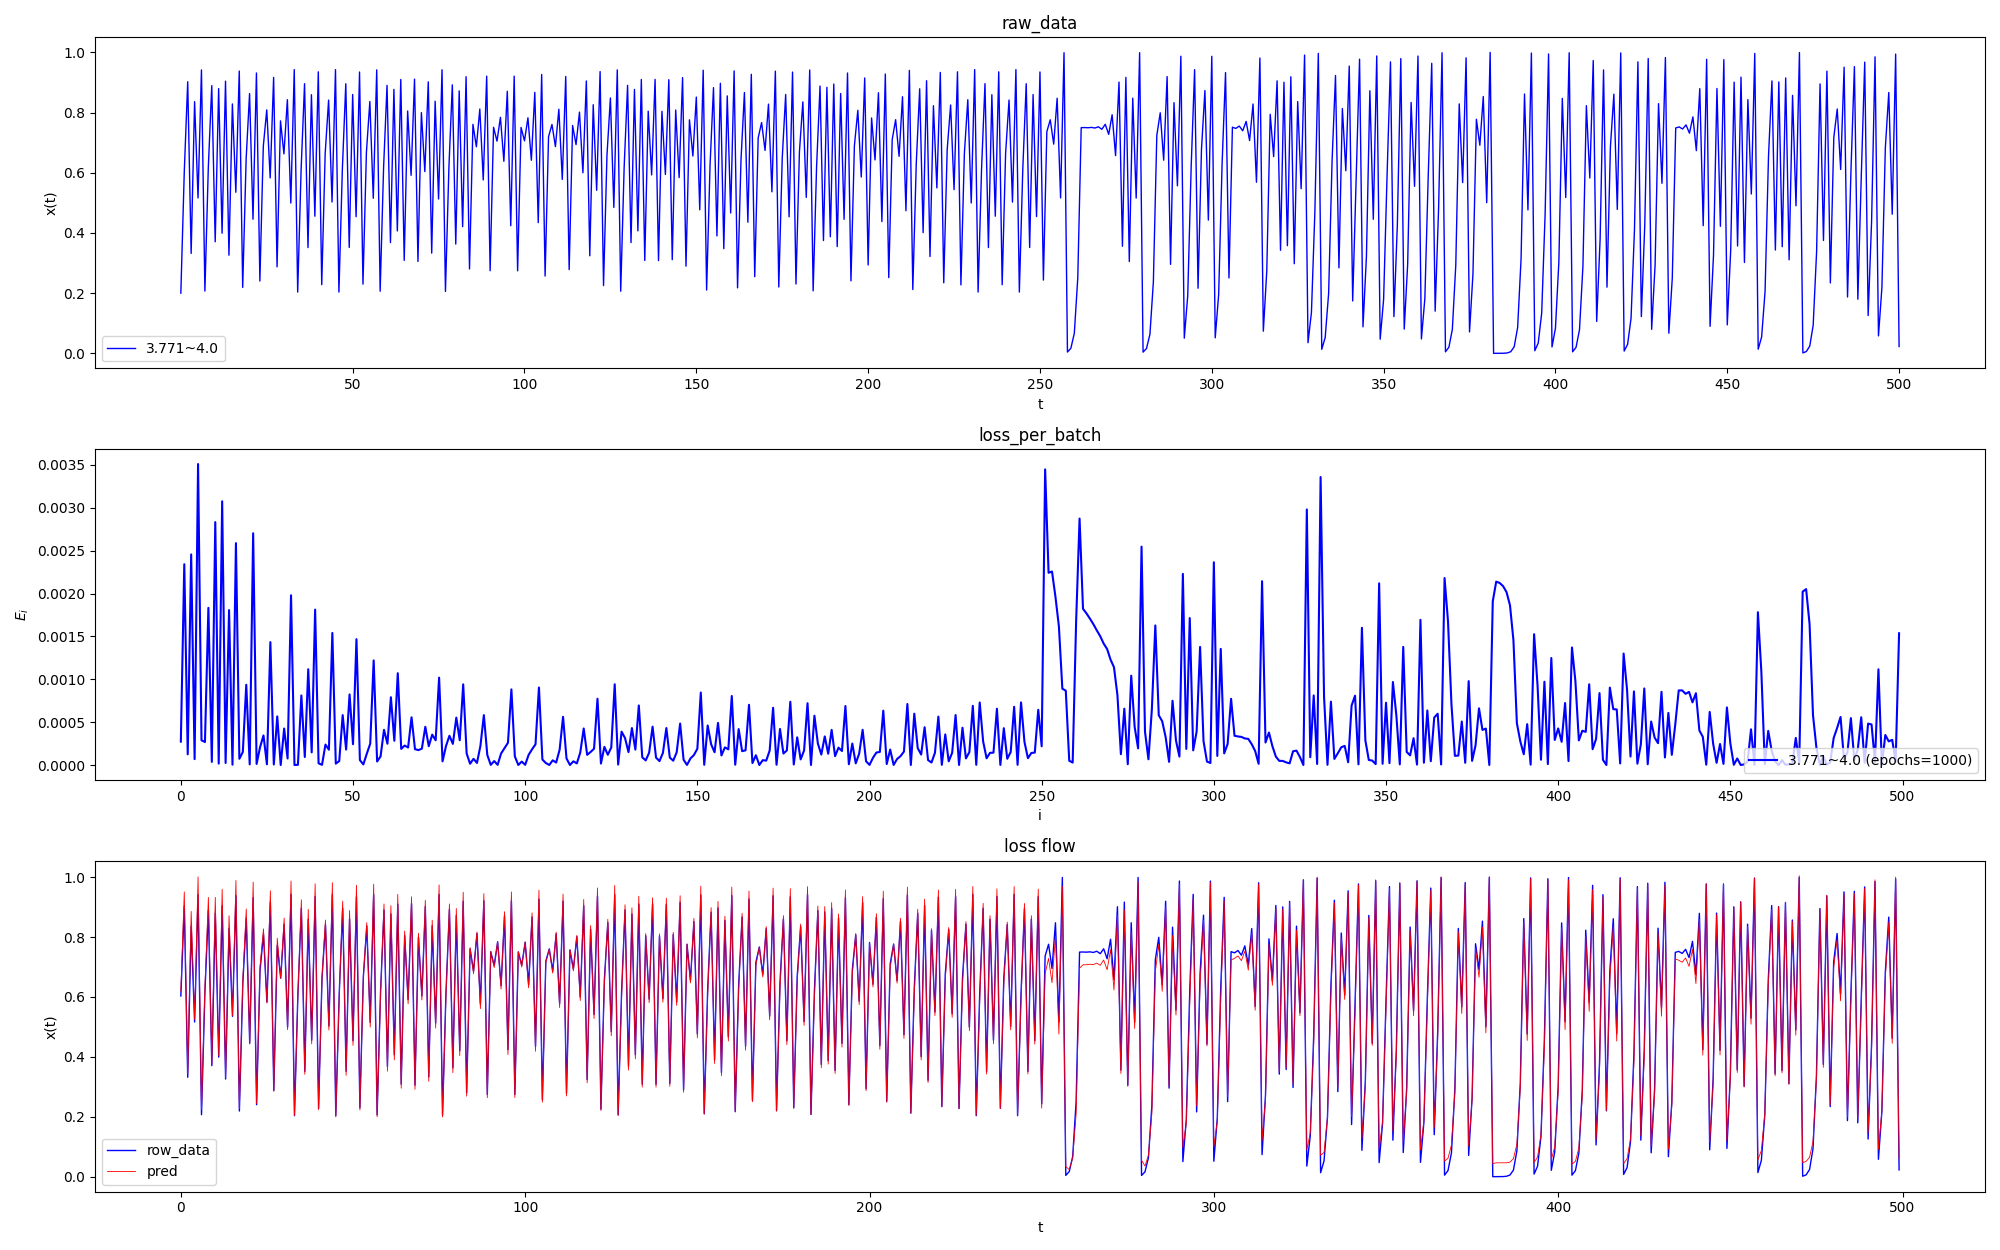 raw_data
1.0
0.8
0.6
0.4
0.2
0.0
x(t)
3.771~4.0
50 100 150 200 250 300 350 400 450 500
t
loss_per_batch
0.0035
0.0030
0.0025
0.0020
0.0015
0.0010
0.0005
0.0000
E_i
3.771~4.0 (epochs=1000)
0 50 100 150 200 250 300 350 400 450 500
i
loss flow
1.0
0.8
0.6
0.4
0.2
0.0
x(t)
row_data
pred
0 100 200 300 400 500
t